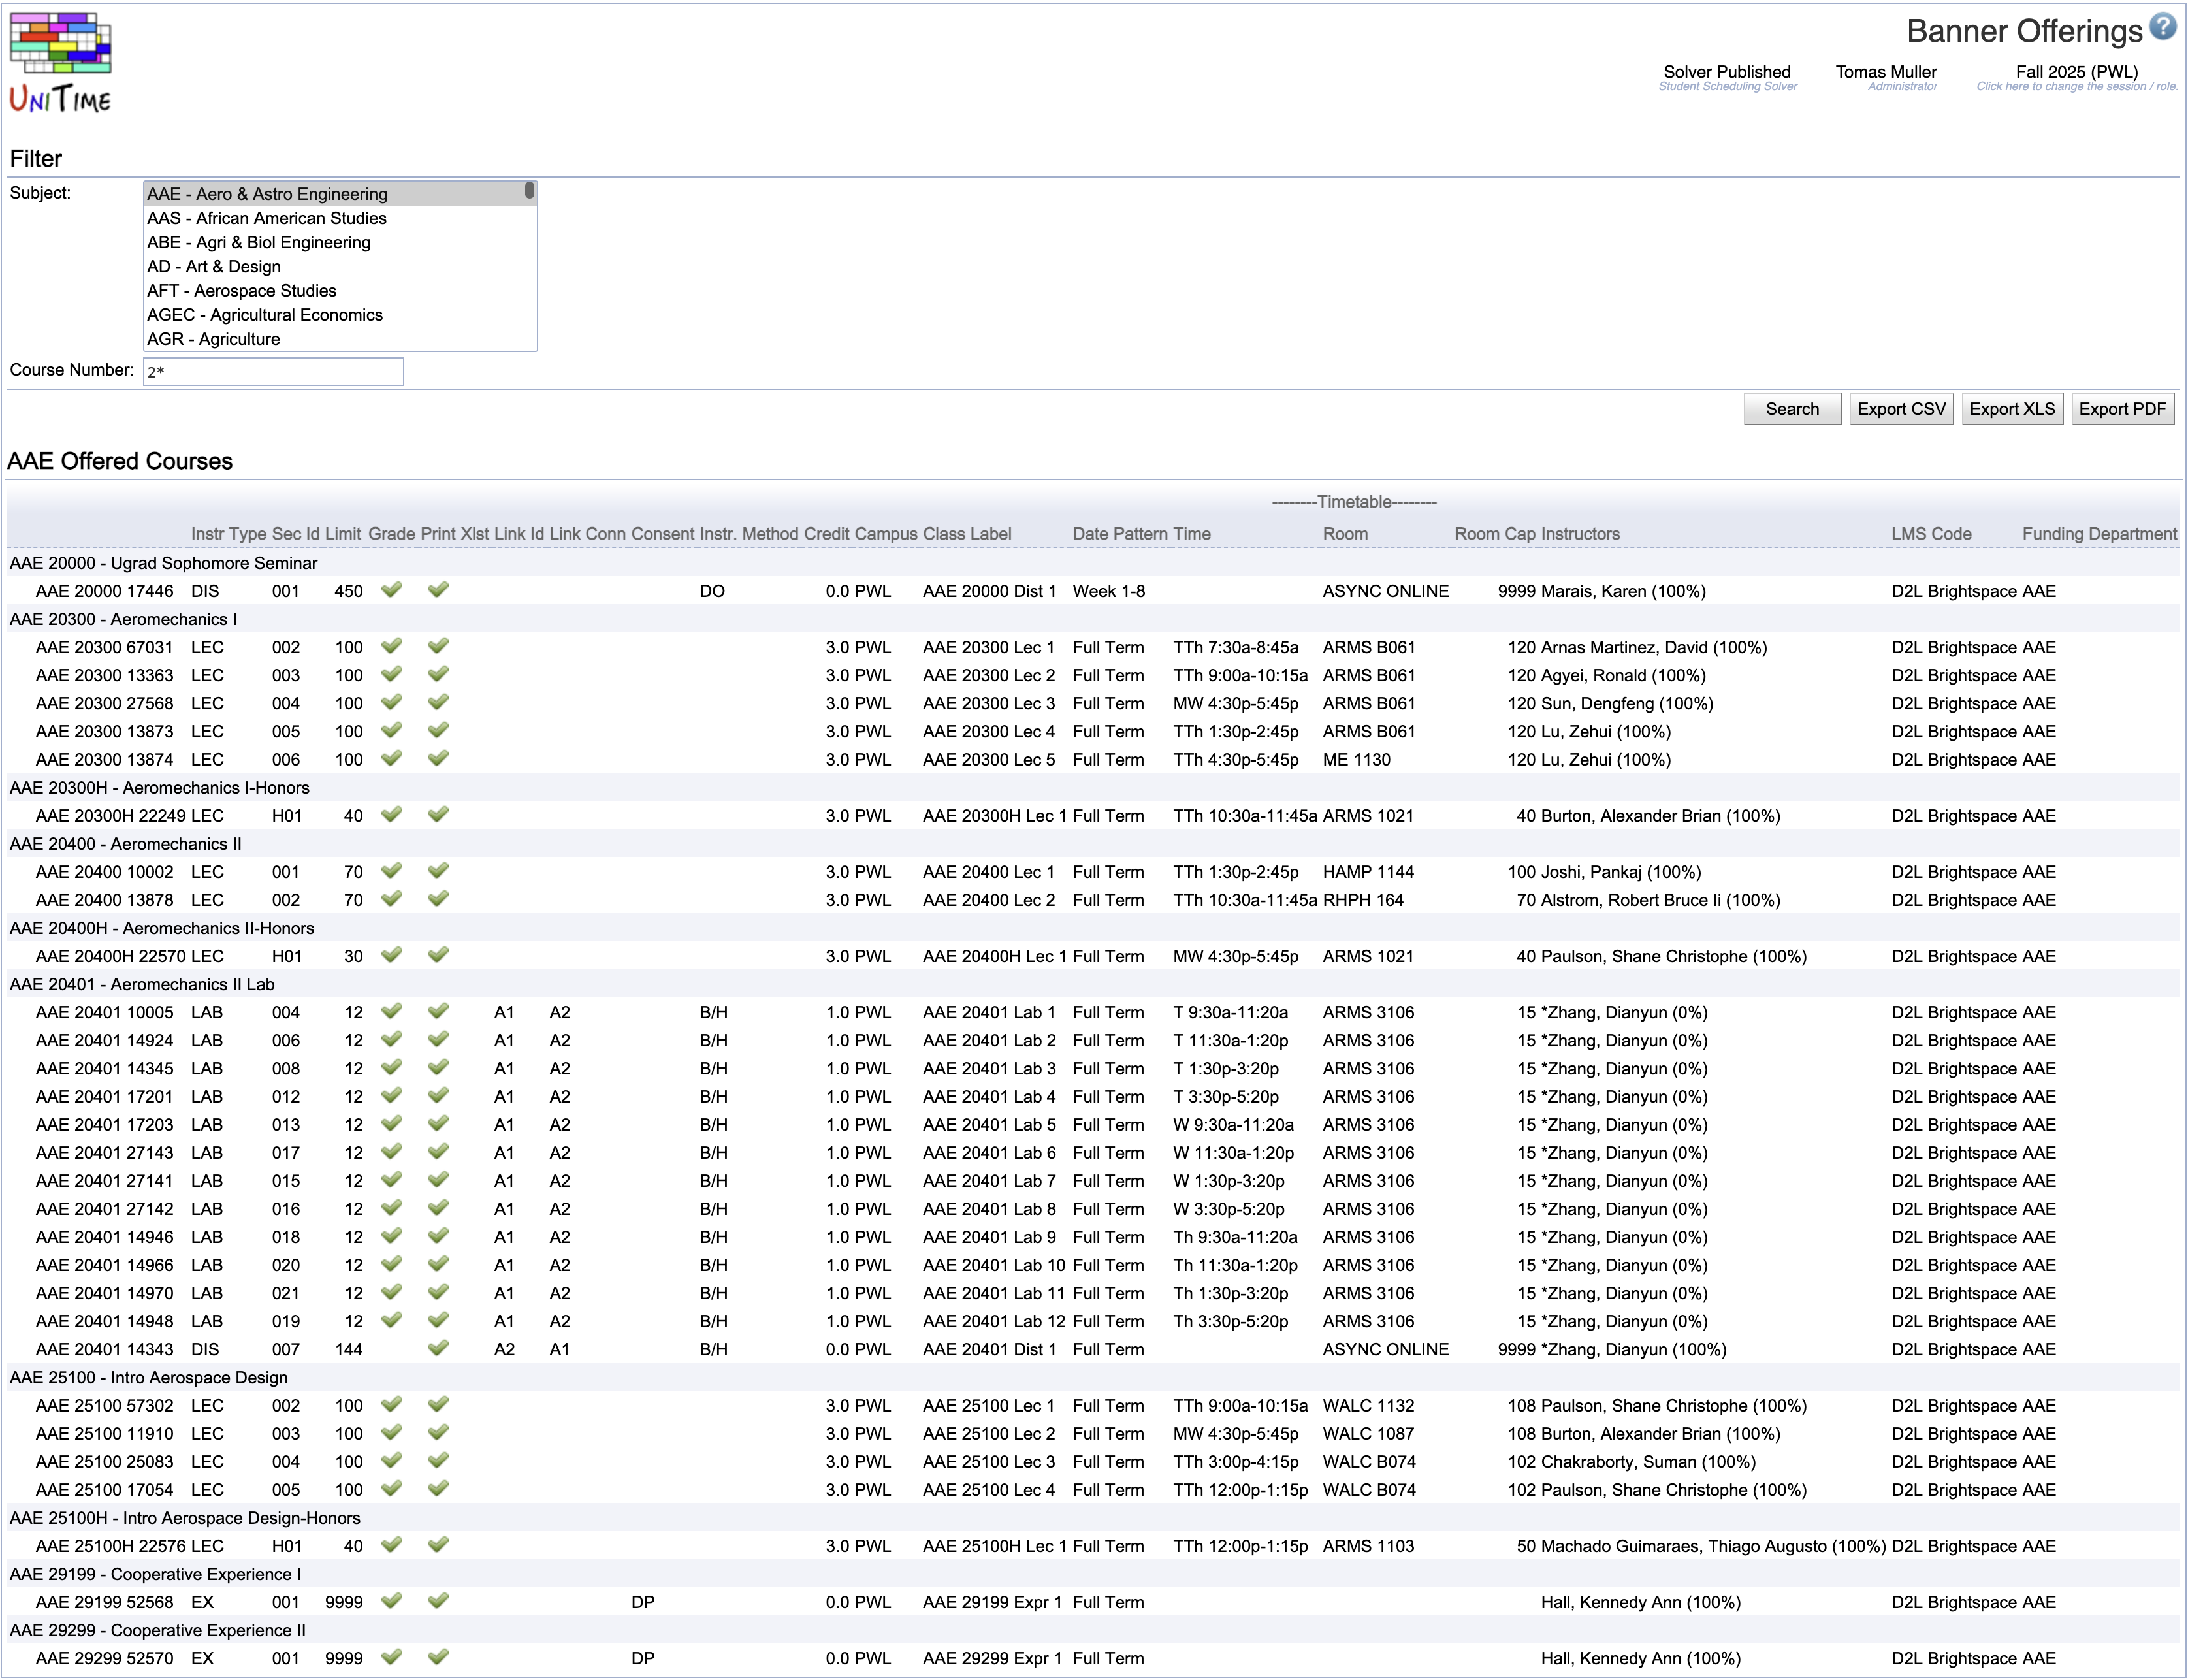 Banner Offerings
UNITIME
Solver Published Tomas Muller Fall 2025 (PWL)
Student Scheduling Solver Administrator Click here to change the session / role.
Filter
Subject:
AAE - Aero & Astro Engineering
AAS - African American Studies
ABE - Agri & Biol Engineering
AD - Art & Design
AFT - Aerospace Studies
AGEC - Agricultural Economics
AGR - Agriculture
Course Number: 2*
Search Export CSV Export XLS Export PDF
AAE Offered Courses
--------Timetable--------
Instr Type Sec Id Limit Grade Print Xlst Link Id Link Conn Consent Instr. Method Credit Campus Class Label Date Pattern Time Room Room Cap Instructors LMS Code Funding Department
AAE 20000 - Ugrad Sophomore Seminar
AAE 20000 17446 DIS 001 450 DO 0.0 PWL AAE 20000 Dist 1 Week 1-8 ASYNC ONLINE 9999 Marais, Karen (100%) D2L Brightspace AAE
AAE 20300 - Aeromechanics I
AAE 20300 67031 LEC 002 100 3.0 PWL AAE 20300 Lec 1 Full Term TTh 7:30a-8:45a ARMS B061 120 Arnas Martinez, David (100%) D2L Brightspace AAE
AAE 20300 13363 LEC 003 100 3.0 PWL AAE 20300 Lec 2 Full Term TTh 9:00a-10:15a ARMS B061 120 Agyei, Ronald (100%) D2L Brightspace AAE
AAE 20300 27568 LEC 004 100 3.0 PWL AAE 20300 Lec 3 Full Term MW 4:30p-5:45p ARMS B061 120 Sun, Dengfeng (100%) D2L Brightspace AAE
AAE 20300 13873 LEC 005 100 3.0 PWL AAE 20300 Lec 4 Full Term TTh 1:30p-2:45p ARMS B061 120 Lu, Zehui (100%) D2L Brightspace AAE
AAE 20300 13874 LEC 006 100 3.0 PWL AAE 20300 Lec 5 Full Term TTh 4:30p-5:45p ME 1130 120 Lu, Zehui (100%) D2L Brightspace AAE
AAE 20300H - Aeromechanics I-Honors
AAE 20300H 22249 LEC H01 40 3.0 PWL AAE 20300H Lec 1 Full Term TTh 10:30a-11:45a ARMS 1021 40 Burton, Alexander Brian (100%) D2L Brightspace AAE
AAE 20400 - Aeromechanics II
AAE 20400 10002 LEC 001 70 3.0 PWL AAE 20400 Lec 1 Full Term TTh 1:30p-2:45p HAMP 1144 100 Joshi, Pankaj (100%) D2L Brightspace AAE
AAE 20400 13878 LEC 002 70 3.0 PWL AAE 20400 Lec 2 Full Term TTh 10:30a-11:45a RHPH 164 70 Alstrom, Robert Bruce Ii (100%) D2L Brightspace AAE
AAE 20400H - Aeromechanics II-Honors
AAE 20400H 22570 LEC H01 30 3.0 PWL AAE 20400H Lec 1 Full Term MW 4:30p-5:45p ARMS 1021 40 Paulson, Shane Christophe (100%) D2L Brightspace AAE
AAE 20401 - Aeromechanics II Lab
AAE 20401 10005 LAB 004 12 A1 A2 B/H 1.0 PWL AAE 20401 Lab 1 Full Term T 9:30a-11:20a ARMS 3106 15 *Zhang, Dianyun (0%) D2L Brightspace AAE
AAE 20401 14924 LAB 006 12 A1 A2 B/H 1.0 PWL AAE 20401 Lab 2 Full Term T 11:30a-1:20p ARMS 3106 15 *Zhang, Dianyun (0%) D2L Brightspace AAE
AAE 20401 14345 LAB 008 12 A1 A2 B/H 1.0 PWL AAE 20401 Lab 3 Full Term T 1:30p-3:20p ARMS 3106 15 *Zhang, Dianyun (0%) D2L Brightspace AAE
AAE 20401 17201 LAB 012 12 A1 A2 B/H 1.0 PWL AAE 20401 Lab 4 Full Term T 3:30p-5:20p ARMS 3106 15 *Zhang, Dianyun (0%) D2L Brightspace AAE
AAE 20401 17203 LAB 013 12 A1 A2 B/H 1.0 PWL AAE 20401 Lab 5 Full Term W 9:30a-11:20a ARMS 3106 15 *Zhang, Dianyun (0%) D2L Brightspace AAE
AAE 20401 27143 LAB 017 12 A1 A2 B/H 1.0 PWL AAE 20401 Lab 6 Full Term W 11:30a-1:20p ARMS 3106 15 *Zhang, Dianyun (0%) D2L Brightspace AAE
AAE 20401 27141 LAB 015 12 A1 A2 B/H 1.0 PWL AAE 20401 Lab 7 Full Term W 1:30p-3:20p ARMS 3106 15 *Zhang, Dianyun (0%) D2L Brightspace AAE
AAE 20401 27142 LAB 016 12 A1 A2 B/H 1.0 PWL AAE 20401 Lab 8 Full Term W 3:30p-5:20p ARMS 3106 15 *Zhang, Dianyun (0%) D2L Brightspace AAE
AAE 20401 14946 LAB 018 12 A1 A2 B/H 1.0 PWL AAE 20401 Lab 9 Full Term Th 9:30a-11:20a ARMS 3106 15 *Zhang, Dianyun (0%) D2L Brightspace AAE
AAE 20401 14966 LAB 020 12 A1 A2 B/H 1.0 PWL AAE 20401 Lab 10 Full Term Th 11:30a-1:20p ARMS 3106 15 *Zhang, Dianyun (0%) D2L Brightspace AAE
AAE 20401 14970 LAB 021 12 A1 A2 B/H 1.0 PWL AAE 20401 Lab 11 Full Term Th 1:30p-3:20p ARMS 3106 15 *Zhang, Dianyun (0%) D2L Brightspace AAE
AAE 20401 14948 LAB 019 12 A1 A2 B/H 1.0 PWL AAE 20401 Lab 12 Full Term Th 3:30p-5:20p ARMS 3106 15 *Zhang, Dianyun (0%) D2L Brightspace AAE
AAE 20401 14343 DIS 007 144 A2 A1 B/H 0.0 PWL AAE 20401 Dist 1 Full Term ASYNC ONLINE 9999 *Zhang, Dianyun (100%) D2L Brightspace AAE
AAE 25100 - Intro Aerospace Design
AAE 25100 57302 LEC 002 100 3.0 PWL AAE 25100 Lec 1 Full Term TTh 9:00a-10:15a WALC 1132 108 Paulson, Shane Christophe (100%) D2L Brightspace AAE
AAE 25100 11910 LEC 003 100 3.0 PWL AAE 25100 Lec 2 Full Term MW 4:30p-5:45p WALC 1087 108 Burton, Alexander Brian (100%) D2L Brightspace AAE
AAE 25100 25083 LEC 004 100 3.0 PWL AAE 25100 Lec 3 Full Term TTh 3:00p-4:15p WALC B074 102 Chakraborty, Suman (100%) D2L Brightspace AAE
AAE 25100 17054 LEC 005 100 3.0 PWL AAE 25100 Lec 4 Full Term TTh 12:00p-1:15p WALC B074 102 Paulson, Shane Christophe (100%) D2L Brightspace AAE
AAE 25100H - Intro Aerospace Design-Honors
AAE 25100H 22576 LEC H01 40 3.0 PWL AAE 25100H Lec 1 Full Term TTh 12:00p-1:15p ARMS 1103 50 Machado Guimaraes, Thiago Augusto (100%) D2L Brightspace AAE
AAE 29199 - Cooperative Experience I
AAE 29199 52568 EX 001 9999 DP 0.0 PWL AAE 29199 Expr 1 Full Term Hall, Kennedy Ann (100%) D2L Brightspace AAE
AAE 29299 - Cooperative Experience II
AAE 29299 52570 EX 001 9999 DP 0.0 PWL AAE 29299 Expr 1 Full Term Hall, Kennedy Ann (100%) D2L Brightspace AAE